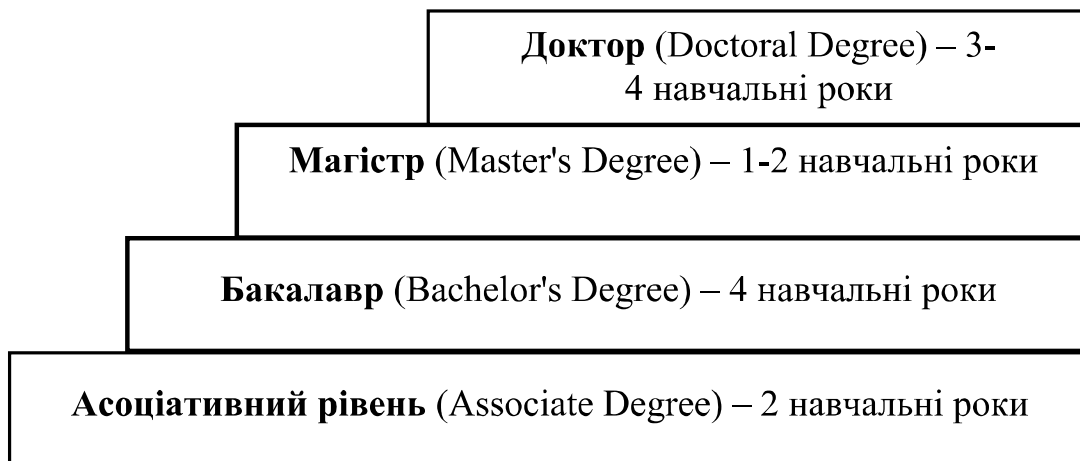 Доктор (Doctoral Degree) – 3-
4 навчальні роки
Магістр (Master's Degree) – 1-2 навчальні роки
Бакалавр (Bachelor's Degree) – 4 навчальні роки
Асоціативний рівень (Associate Degree) – 2 навчальні роки